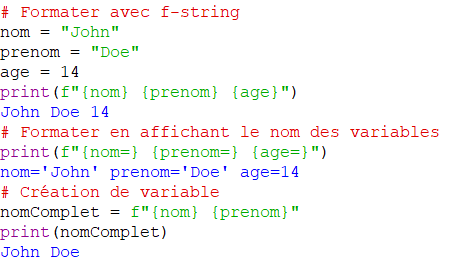 # Formater avec f-string
nom = "John"
prenom = "Doe"
age = 14
print(f"{nom} {prenom} {age}")
John Doe 14
# Formater en affichant le nom des variables
print(f"{nom=} {prenom=} {age=}")
nom='John' prenom='Doe' age=14
# Création de variable
nomComplet = f"{nom} {prenom}"
print(nomComplet)
John Doe